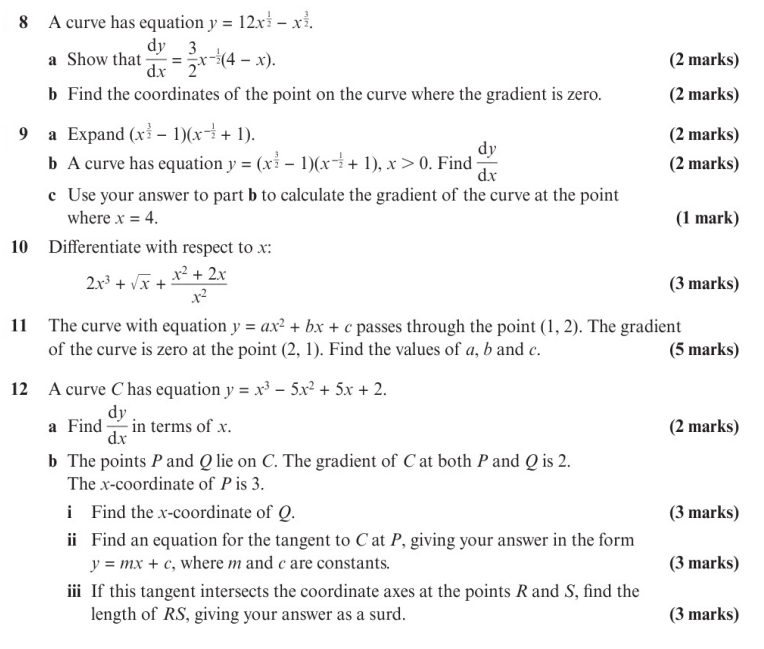 8 A curve has equation y = 12x^{1/2} − x^{3/2}.
a Show that dy/dx = 3/2 x^{−1/2}(4 − x). (2 marks)
b Find the coordinates of the point on the curve where the gradient is zero. (2 marks)
9 a Expand (x^{3/2} − 1)(x^{−1/2} + 1). (2 marks)
b A curve has equation y = (x^{3/2} − 1)(x^{−1/2} + 1), x > 0. Find dy/dx (2 marks)
c Use your answer to part b to calculate the gradient of the curve at the point
where x = 4. (1 mark)
10 Differentiate with respect to x:
2x³ + √x + (x² + 2x)/x² (3 marks)
11 The curve with equation y = ax² + bx + c passes through the point (1, 2). The gradient
of the curve is zero at the point (2, 1). Find the values of a, b and c. (5 marks)
12 A curve C has equation y = x³ − 5x² + 5x + 2.
a Find dy/dx in terms of x. (2 marks)
b The points P and Q lie on C. The gradient of C at both P and Q is 2.
The x-coordinate of P is 3.
i Find the x-coordinate of Q. (3 marks)
ii Find an equation for the tangent to C at P, giving your answer in the form
y = mx + c, where m and c are constants. (3 marks)
iii If this tangent intersects the coordinate axes at the points R and S, find the
length of RS, giving your answer as a surd. (3 marks)